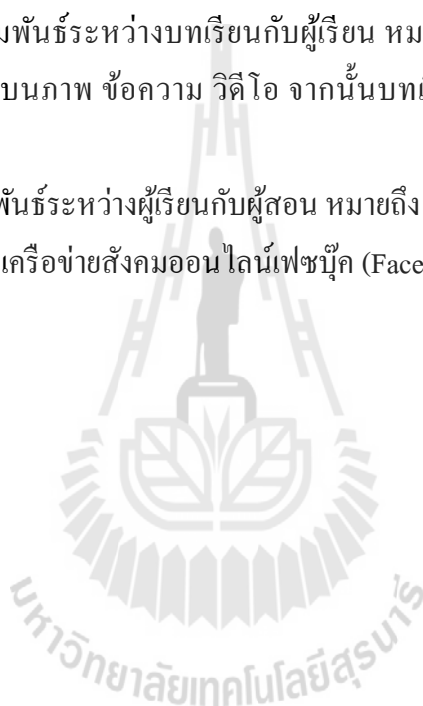 มพันธ์ระหว่างบทเรียนกับผู้เรียน หม
บนภาพ ข้อความ วิดีโอ จากนั้นบทเ
พันธ์ระหว่างผู้เรียนกับผู้สอน หมายถึง
เครือข่ายสังคมออนไลน์เฟซบุ๊ค (Face
มหาวิทยาลัยเทคโนโลยีสุรนารี